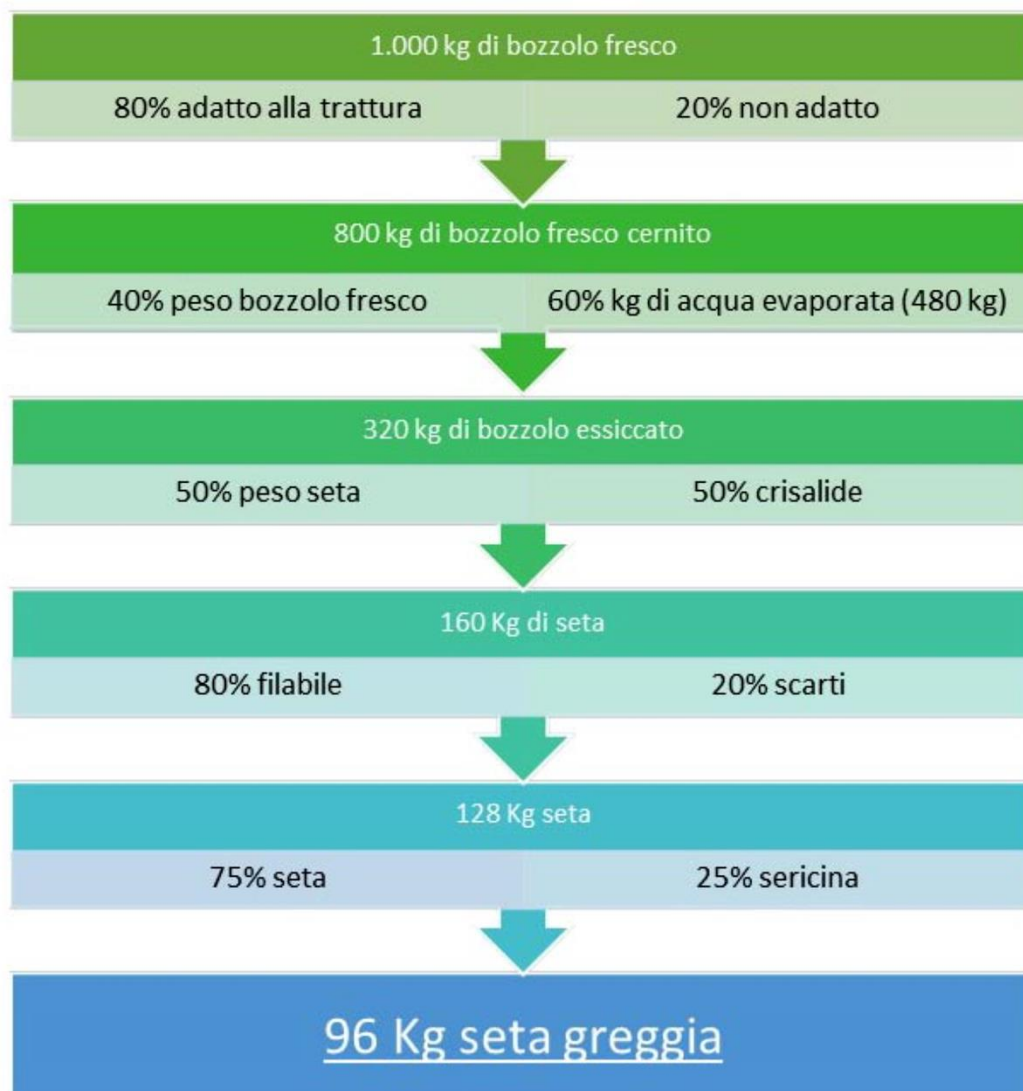 1.000 kg di bozzolo fresco
80% adatto alla trattura
20% non adatto
800 kg di bozzolo fresco cernito
40% peso bozzolo fresco
60% kg di acqua evaporata (480 kg)
320 kg di bozzolo essiccato
50% peso seta
50% crisalide
160 Kg di seta
80% filabile
20% scarti
128 Kg seta
75% seta
25% sericina
96 Kg seta greggia